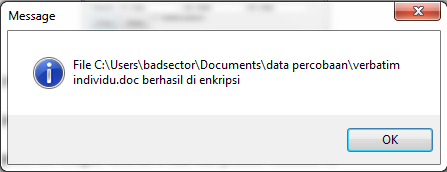 Message
File C:\Users\badsector\Documents\data percobaan\verbatim
individu.doc berhasil di enkripsi
OK